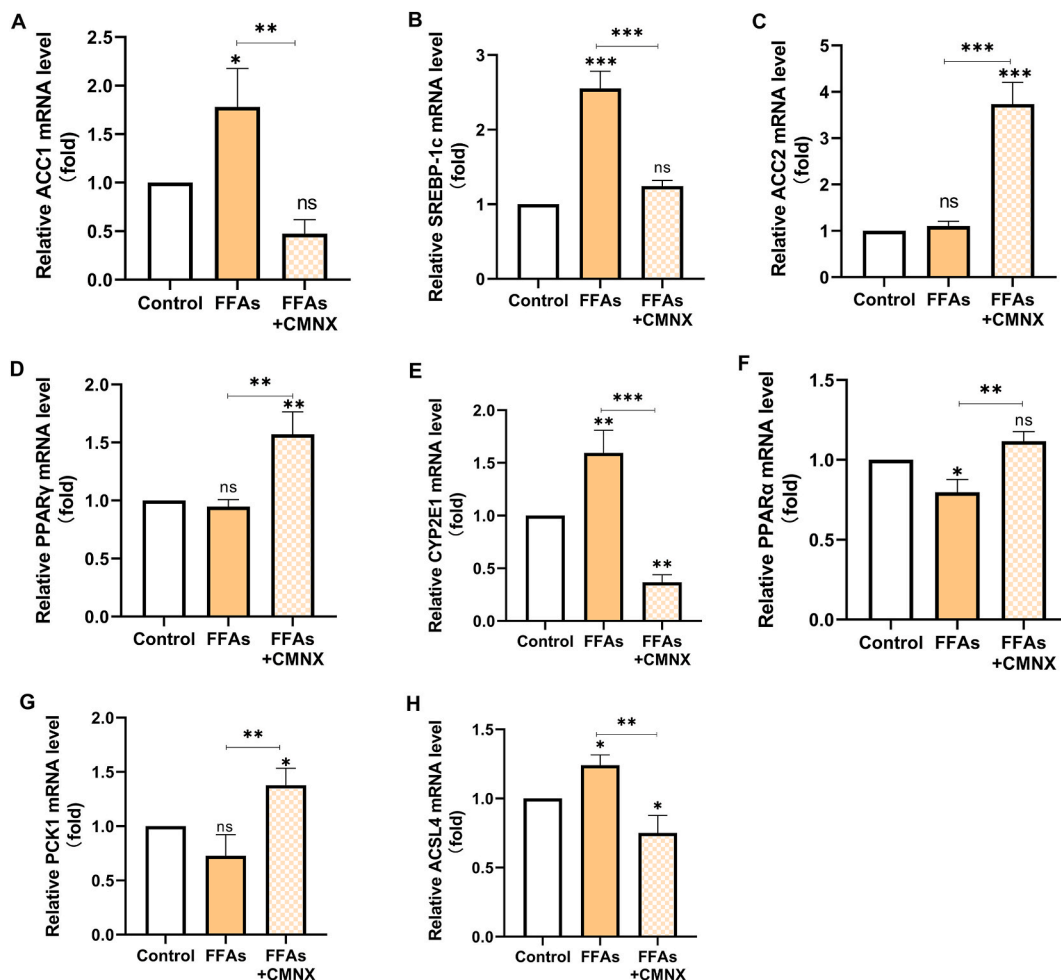 A
Relative ACC1 mRNA level
(fold)
2.5
2.0
1.5
1.0
0.5
0.0
*
**
ns
Control
FFAs
FFAs
+CMNX
B
Relative SREBP-1c mRNA level
(fold)
3
2
1
0
***
***
ns
Control
FFAs
FFAs
+CMNX
C
Relative ACC2 mRNA level
(fold)
5
4
3
2
1
0
***
***
ns
Control
FFAs
FFAs
+CMNX
D
Relative PPARγ mRNA level
(fold)
2.0
1.5
1.0
0.5
0.0
**
**
ns
Control
FFAs
FFAs
+CMNX
E
Relative CYP2E1 mRNA level
(fold)
2.0
1.5
1.0
0.5
0.0
***
**
**
Control
FFAs
FFAs
+CMNX
F
Relative PPARα mRNA level
(fold)
1.5
1.0
0.5
0.0
**
ns
*
Control
FFAs
FFAs
+CMNX
G
Relative PCK1 mRNA level
(fold)
2.0
1.5
1.0
0.5
0.0
**
*
ns
Control
FFAs
FFAs
+CMNX
H
Relative ACSL4 mRNA level
(fold)
1.5
1.0
0.5
0.0
**
*
*
Control
FFAs
FFAs
+CMNX